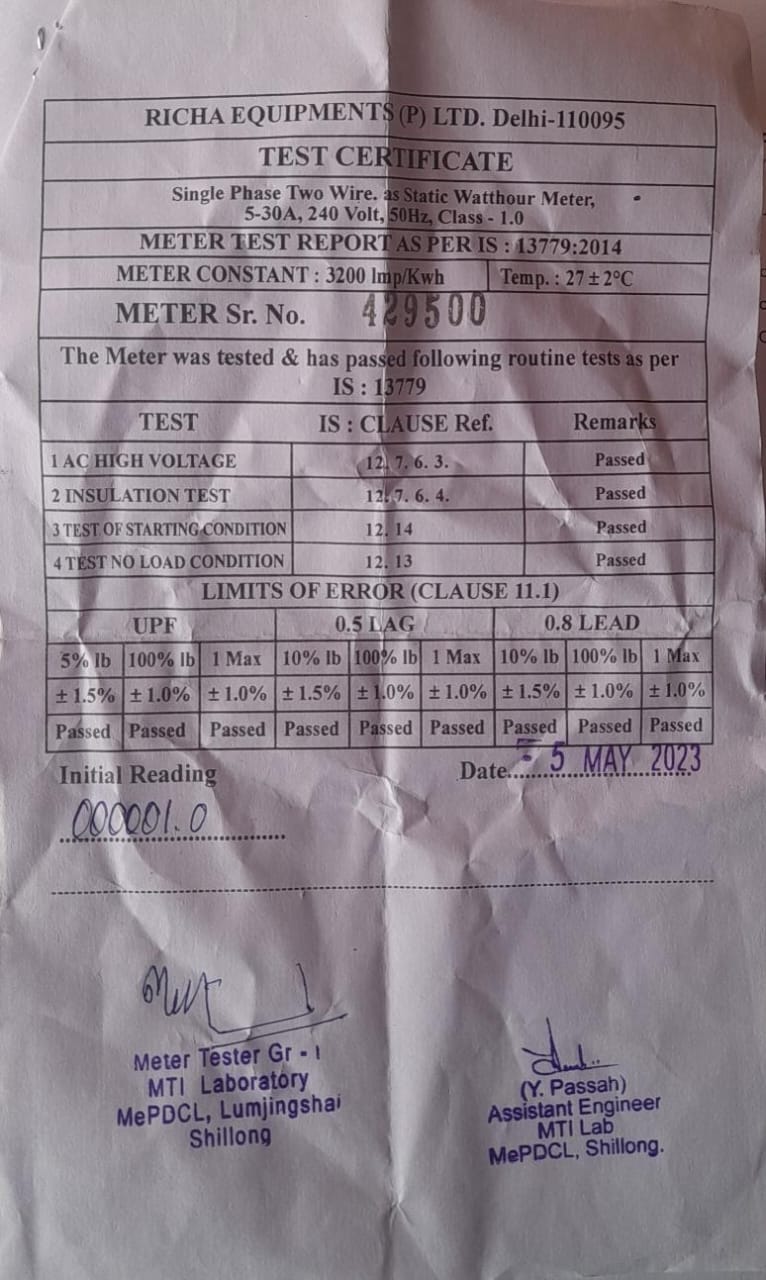 RICHA EQUIPMENTS (P) LTD. Delhi-110095
TEST CERTIFICATE
Single Phase Two Wire. as Static Watthour Meter,
5-30A, 240 Volt, 50Hz, Class - 1.0
METER TEST REPORT AS PER IS : 13779:2014
METER CONSTANT : 3200 Imp/Kwh Temp. : 27 ± 2°C
METER Sr. No. 429500
The Meter was tested & has passed following routine tests as per
IS : 13779
TEST IS : CLAUSE Ref. Remarks
1 AC HIGH VOLTAGE 12. 7. 6. 3. Passed
2 INSULATION TEST 12. 7. 6. 4. Passed
3 TEST OF STARTING CONDITION 12. 14 Passed
4 TEST NO LOAD CONDITION 12. 13 Passed
LIMITS OF ERROR (CLAUSE 11.1)
UPF 0.5 LAG 0.8 LEAD
5% lb 100% lb 1 Max 10% lb 100% lb 1 Max 10% lb 100% lb 1 Max
± 1.5% ± 1.0% ± 1.0% ± 1.5% ± 1.0% ± 1.0% ± 1.5% ± 1.0% ± 1.0%
Passed Passed Passed Passed Passed Passed Passed Passed Passed
Initial Reading Date - 5 MAY 2023
000001.0
Meter Tester Gr - I
MTI Laboratory
MePDCL, Lumjingshai
Shillong
(Y. Passah)
Assistant Engineer
MTI Lab
MePDCL, Shillong.